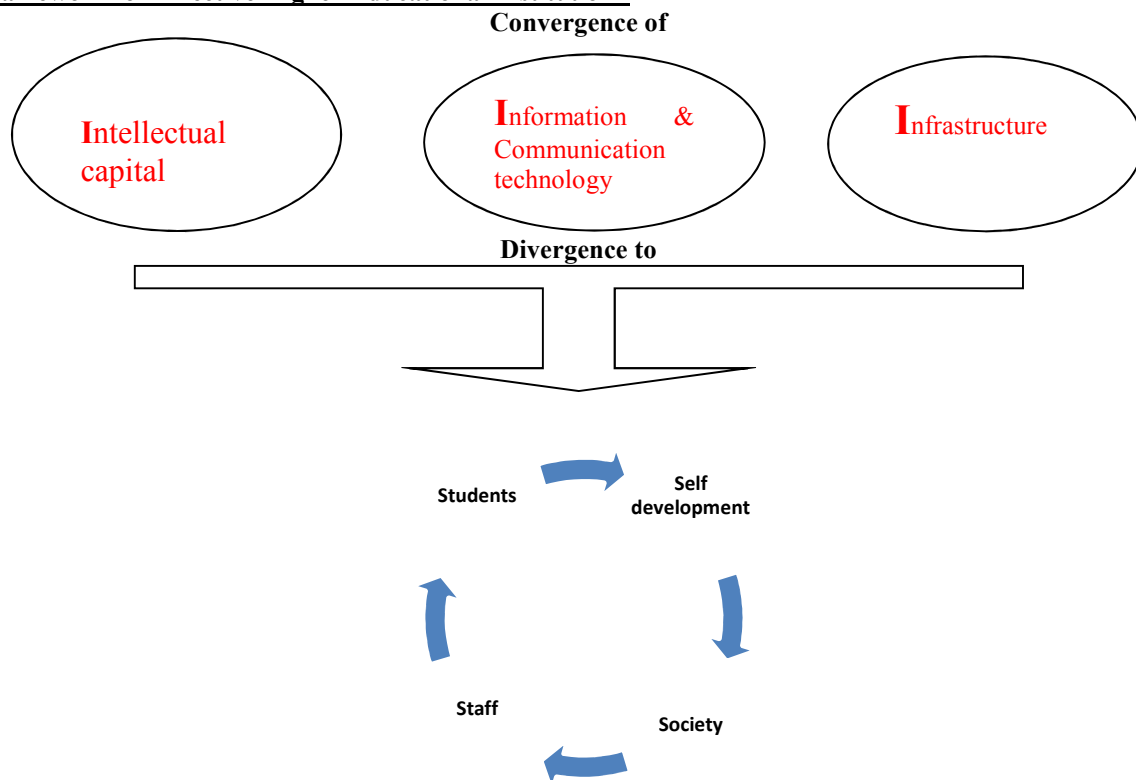 Convergence of
Intellectual
capital
Information &
Communication
technology
Infrastructure
Divergence to
Students
Self
development
Staff
Society